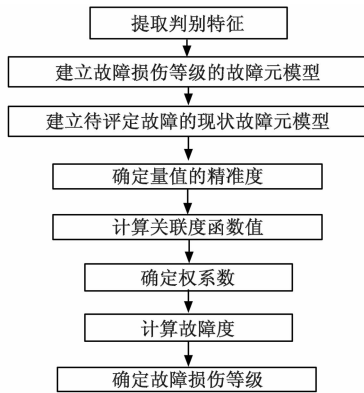 提取判别特征
建立故障损伤等级的故障元模型
建立待评定故障的现状故障元模型
确定量值的精准度
计算关联度函数值
确定权系数
计算故障度
确定故障损伤等级